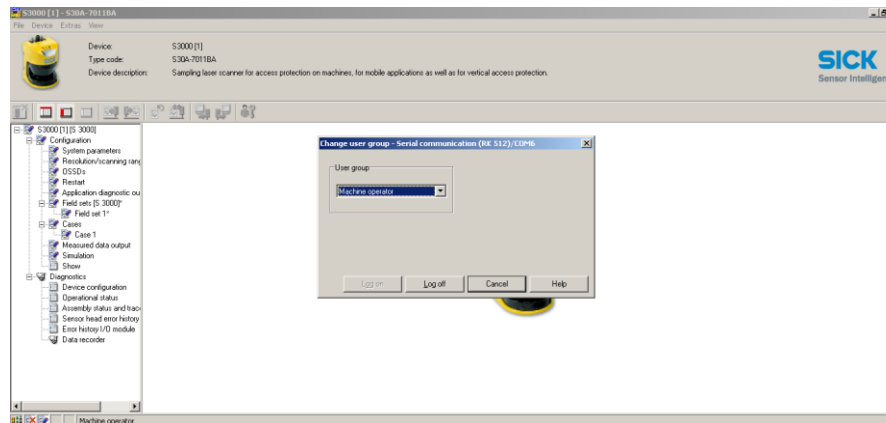 S3000 [1] - S30A-7011BA
File Device Extras View
Device: S3000 [1]
Type code: S30A-7011BA
Device description: Sampling laser scanner for access protection on machines, for mobile applications as well as for vertical access protection.
SICK
Sensor Intelligen
S3000 [1] [S 3000]
Configuration
System parameters
Resolution/scanning rang
OSSDs
Restart
Application diagnostic ou
Field sets [S 3000]*
Field set 1*
Cases
Case 1
Measured data output
Simulation
Show
Diagnostics
Device configuration
Operational status
Assembly status and trac
Sensor head error history
Error history I/O module
Data recorder
Change user group - Serial communication (RK 512)/COM6
User group
Machine operator
Log on Log off Cancel Help
Machine operator